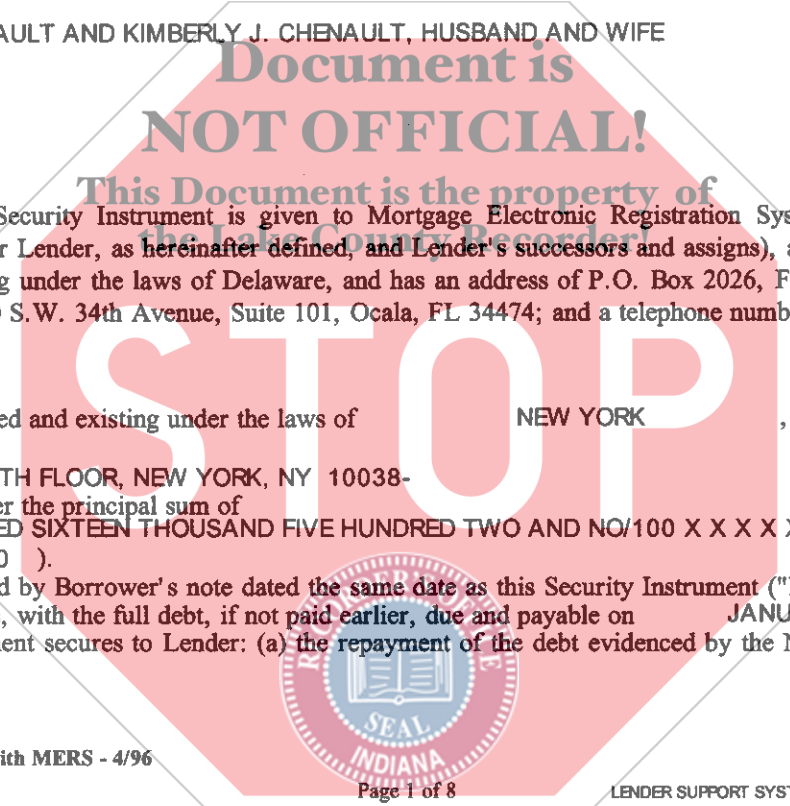 AULT AND KIMBERLY J. CHENAULT, HUSBAND AND WIFE
Document is
NOT OFFICIAL!
This Document is the property of
the Lake County Recorder!
Security Instrument is given to Mortgage Electronic Registration Sys
r Lender, as hereinafter defined, and Lender's successors and assigns), a
g under the laws of Delaware, and has an address of P.O. Box 2026, F
S.W. 34th Avenue, Suite 101, Ocala, FL 34474; and a telephone numb
STOP
ed and existing under the laws of NEW YORK ,
TH FLOOR, NEW YORK, NY 10038-
er the principal sum of
ED SIXTEEN THOUSAND FIVE HUNDRED TWO AND NO/100 X X X X X
0 ).
d by Borrower's note dated the same date as this Security Instrument ("
, with the full debt, if not paid earlier, due and payable on JANU
ent secures to Lender: (a) the repayment of the debt evidenced by the N
SEAL
INDIANA
ith MERS - 4/96
Page 1 of 8
LENDER SUPPORT SYST